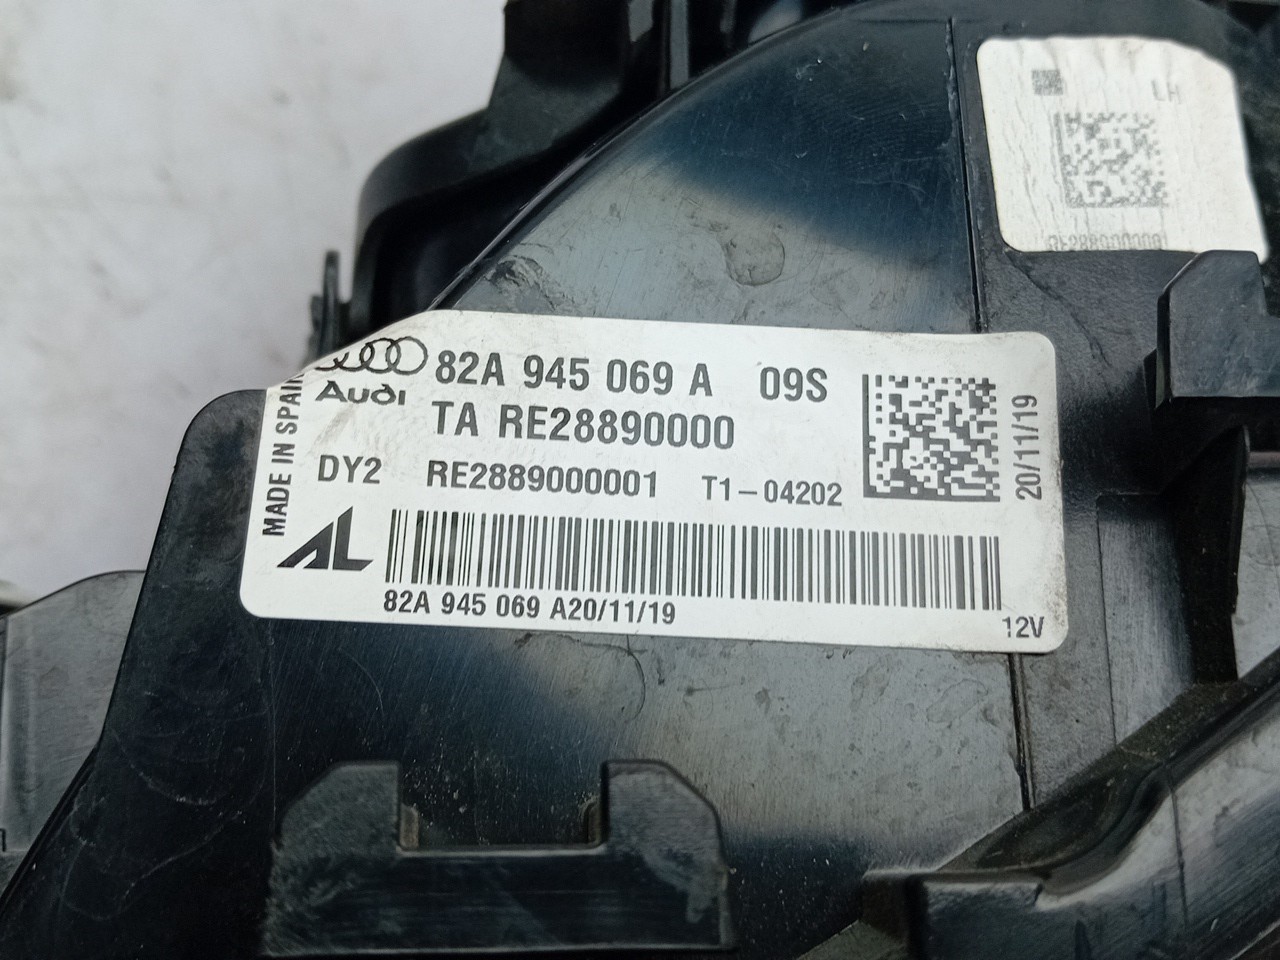 LH
RE288900000
Audi
82A 945 069 A 09S
TA RE28890000
DY2 RE2889000001 T1-04202
20/11/19
MADE IN SPAIN
AL
82A 945 069 A20/11/19
12V